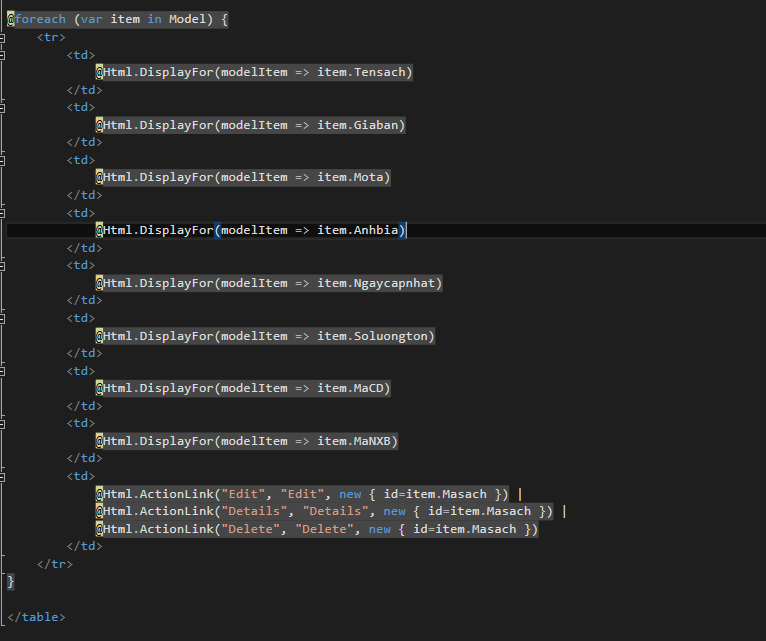 @foreach (var item in Model) {
<tr>
<td>
@Html.DisplayFor(modelItem => item.Tensach)
</td>
<td>
@Html.DisplayFor(modelItem => item.Giaban)
</td>
<td>
@Html.DisplayFor(modelItem => item.Mota)
</td>
<td>
@Html.DisplayFor(modelItem => item.Anhbia)
</td>
<td>
@Html.DisplayFor(modelItem => item.Ngaycapnhat)
</td>
<td>
@Html.DisplayFor(modelItem => item.Soluongton)
</td>
<td>
@Html.DisplayFor(modelItem => item.MaCD)
</td>
<td>
@Html.DisplayFor(modelItem => item.MaNXB)
</td>
<td>
@Html.ActionLink("Edit", "Edit", new { id=item.Masach }) |
@Html.ActionLink("Details", "Details", new { id=item.Masach }) |
@Html.ActionLink("Delete", "Delete", new { id=item.Masach })
</td>
</tr>
}
</table>